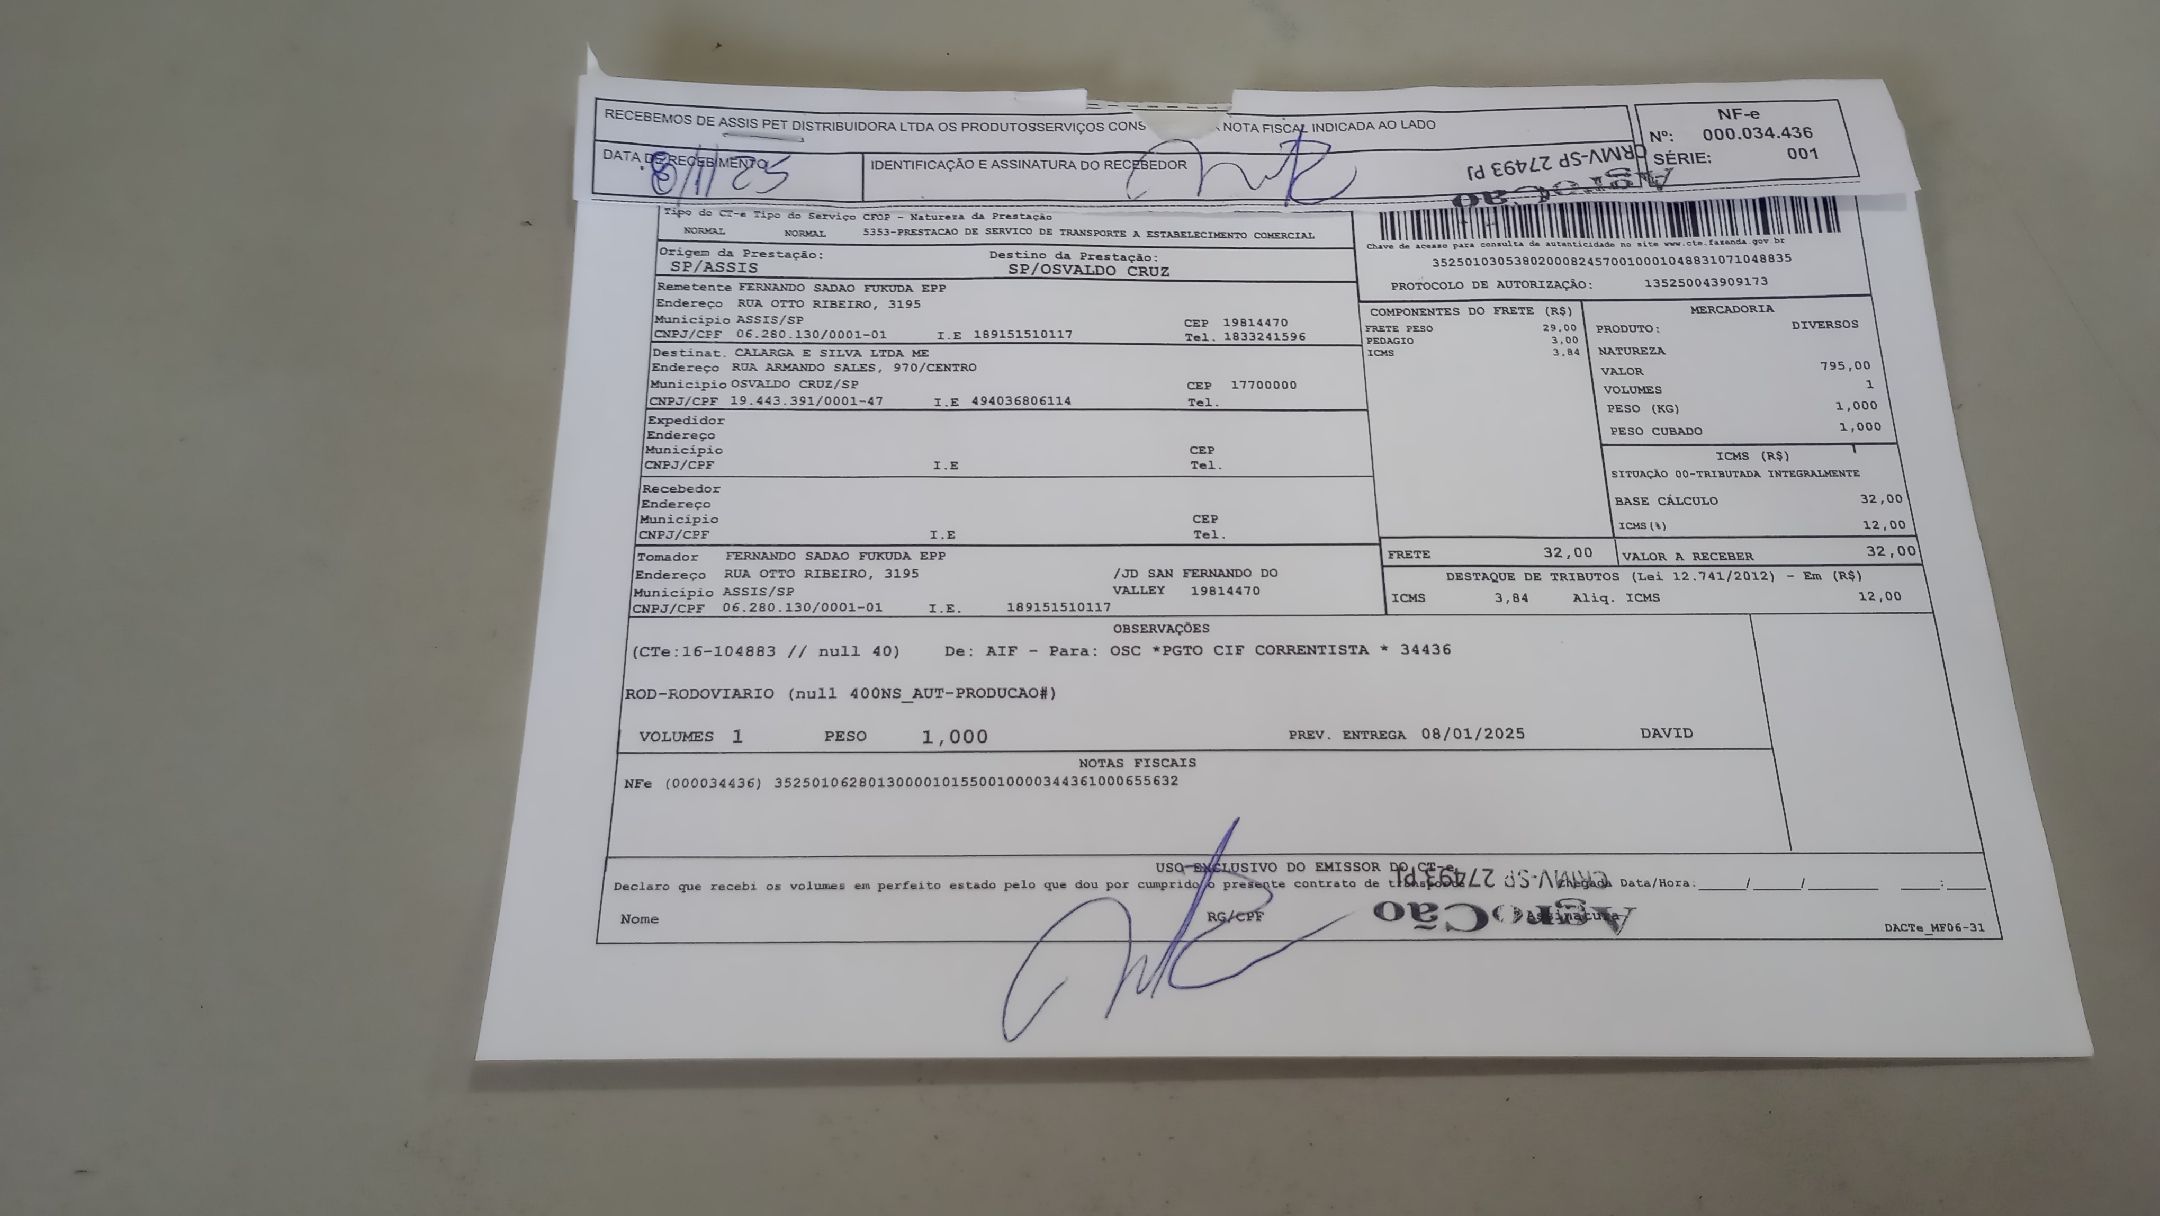 RECEBEMOS DE ASSIS PET DISTRIBUIDORA LTDA OS PRODUTOSSERVIÇOS CONS A NOTA FISCAL INDICADA AO LADO
NF-e
Nº: 000.034.436
SÉRIE: 001
DATA DE RECEBIMENTO
8/1/25
IDENTIFICAÇÃO E ASSINATURA DO RECEBEDOR
AgroCão
CRMV-SP 27493 PJ
Tipo do CT-e Tipo do Serviço CFOP - Natureza da Prestação
NORMAL NORMAL 5353-PRESTACAO DE SERVICO DE TRANSPORTE A ESTABELECIMENTO COMERCIAL
Chave de acesso para consulta de autenticidade no site www.cte.fazenda.gov.br
35250103053802000824570010001048831071048835
PROTOCOLO DE AUTORIZAÇÃO: 135250043909173
Origem da Prestação: Destino da Prestação:
SP/ASSIS SP/OSVALDO CRUZ
Remetente FERNANDO SADAO FUKUDA EPP
Endereço RUA OTTO RIBEIRO, 3195
Município ASSIS/SP CEP 19814470
CNPJ/CPF 06.280.130/0001-01 I.E 189151510117 Tel. 1833241596
Destinat. CALARGA E SILVA LTDA ME
Endereço RUA ARMANDO SALES, 970/CENTRO
Município OSVALDO CRUZ/SP CEP 17700000
CNPJ/CPF 19.443.391/0001-47 I.E 494036806114 Tel.
Expedidor
Endereço
Município CEP
CNPJ/CPF I.E Tel.
Recebedor
Endereço
Município CEP
CNPJ/CPF I.E Tel.
Tomador FERNANDO SADAO FUKUDA EPP
Endereço RUA OTTO RIBEIRO, 3195 /JD SAN FERNANDO DO
Município ASSIS/SP VALLEY 19814470
CNPJ/CPF 06.280.130/0001-01 I.E. 189151510117
COMPONENTES DO FRETE (R$)
FRETE PESO 29,00
PEDAGIO 3,00
ICMS 3,84
MERCADORIA
PRODUTO: DIVERSOS
NATUREZA
VALOR 795,00
VOLUMES 1
PESO (KG) 1,000
PESO CUBADO 1,000
ICMS (R$)
SITUAÇÃO 00-TRIBUTADA INTEGRALMENTE
BASE CÁLCULO 32,00
ICMS(%) 12,00
FRETE 32,00 VALOR A RECEBER 32,00
DESTAQUE DE TRIBUTOS (Lei 12.741/2012) - Em (R$)
ICMS 3,84 Aliq. ICMS 12,00
OBSERVAÇÕES
(CTe:16-104883 // null 40) De: AIF - Para: OSC *PGTO CIF CORRENTISTA * 34436
ROD-RODOVIARIO (null 400NS_AUT-PRODUCAO#)
VOLUMES 1 PESO 1,000 PREV. ENTREGA 08/01/2025 DAVID
NOTAS FISCAIS
NFe (000034436) 35250106280130000101550010000344361000655632
USO EXCLUSIVO DO EMISSOR DO CT-e
Declaro que recebi os volumes em perfeito estado pelo que dou por cumprido o presente contrato de transporte Chegada Data/Hora: / / :
Nome RG/CPF Assinatura
AgroCão
CRMV-SP 27493 PJ
DACTe_MF06-31